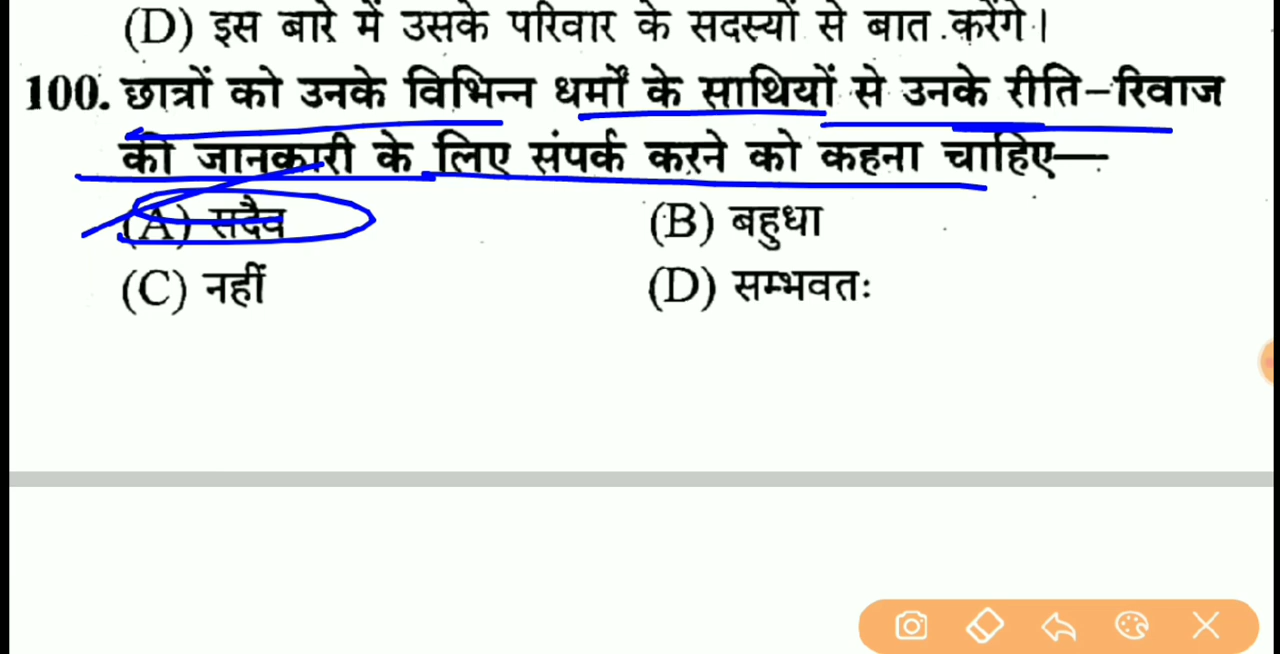 (D) इस बारे में उसके परिवार के सदस्यों से बात करेंगे।
100. छात्रों को उनके विभिन्न धर्मों के साथियों से उनके रीति-रिवाज
की जानकारी के लिए संपर्क करने को कहना चाहिए—
(A) सदैव (B) बहुधा
(C) नहीं (D) सम्भवतः